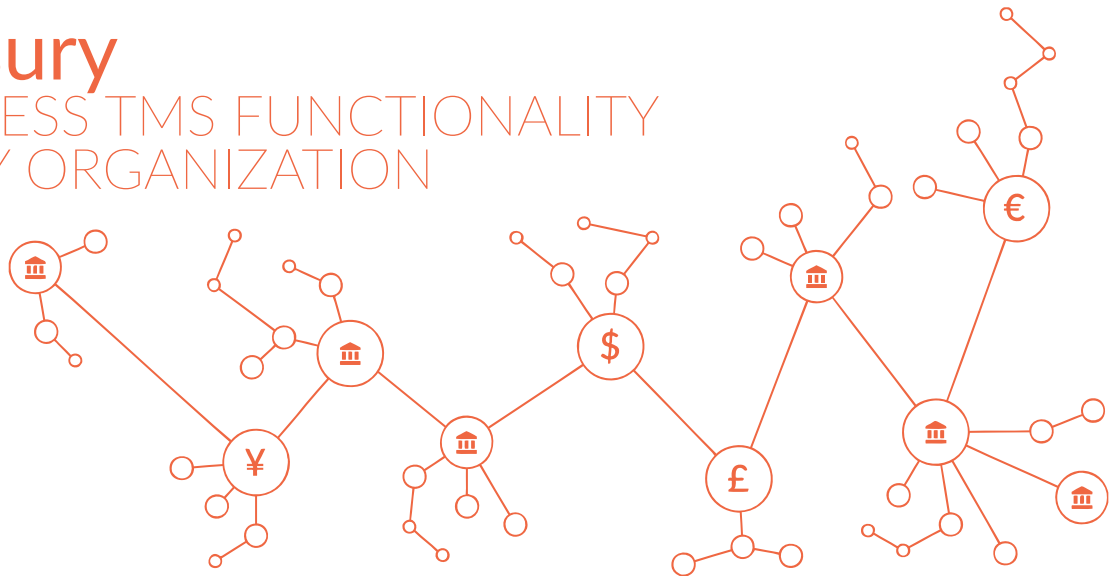 ury
ESS TMS FUNCTIONALITY
Y ORGANIZATION
€
$
¥
£